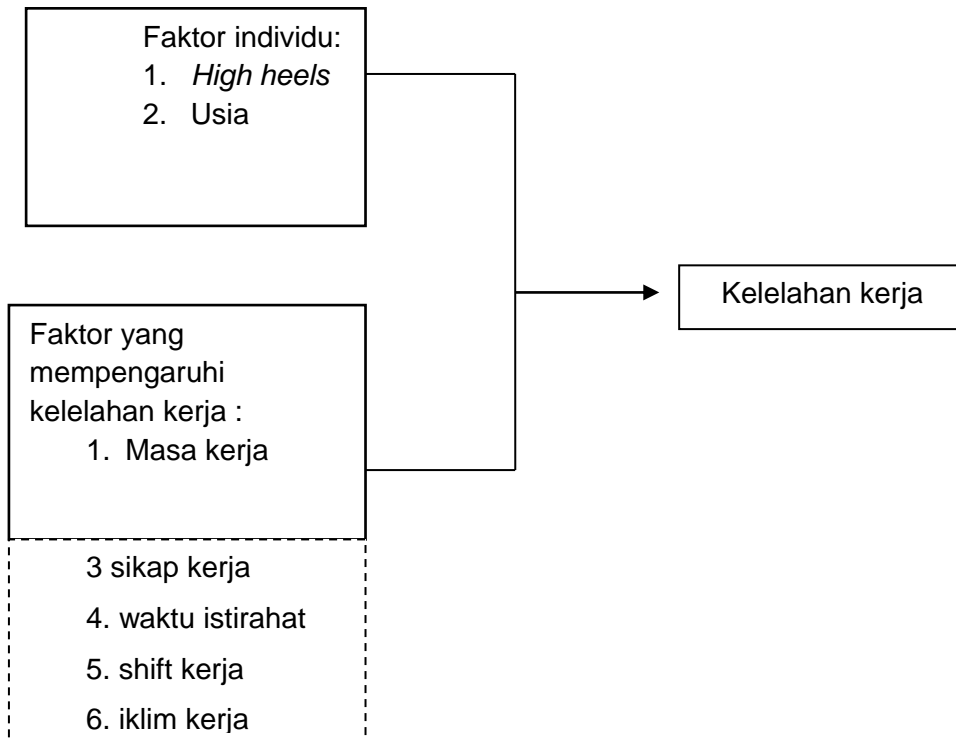 Faktor individu:
1. High heels
2. Usia
Faktor yang
mempengaruhi
kelelahan kerja :
1. Masa kerja
3 sikap kerja
4. waktu istirahat
5. shift kerja
6. iklim kerja
Kelelahan kerja